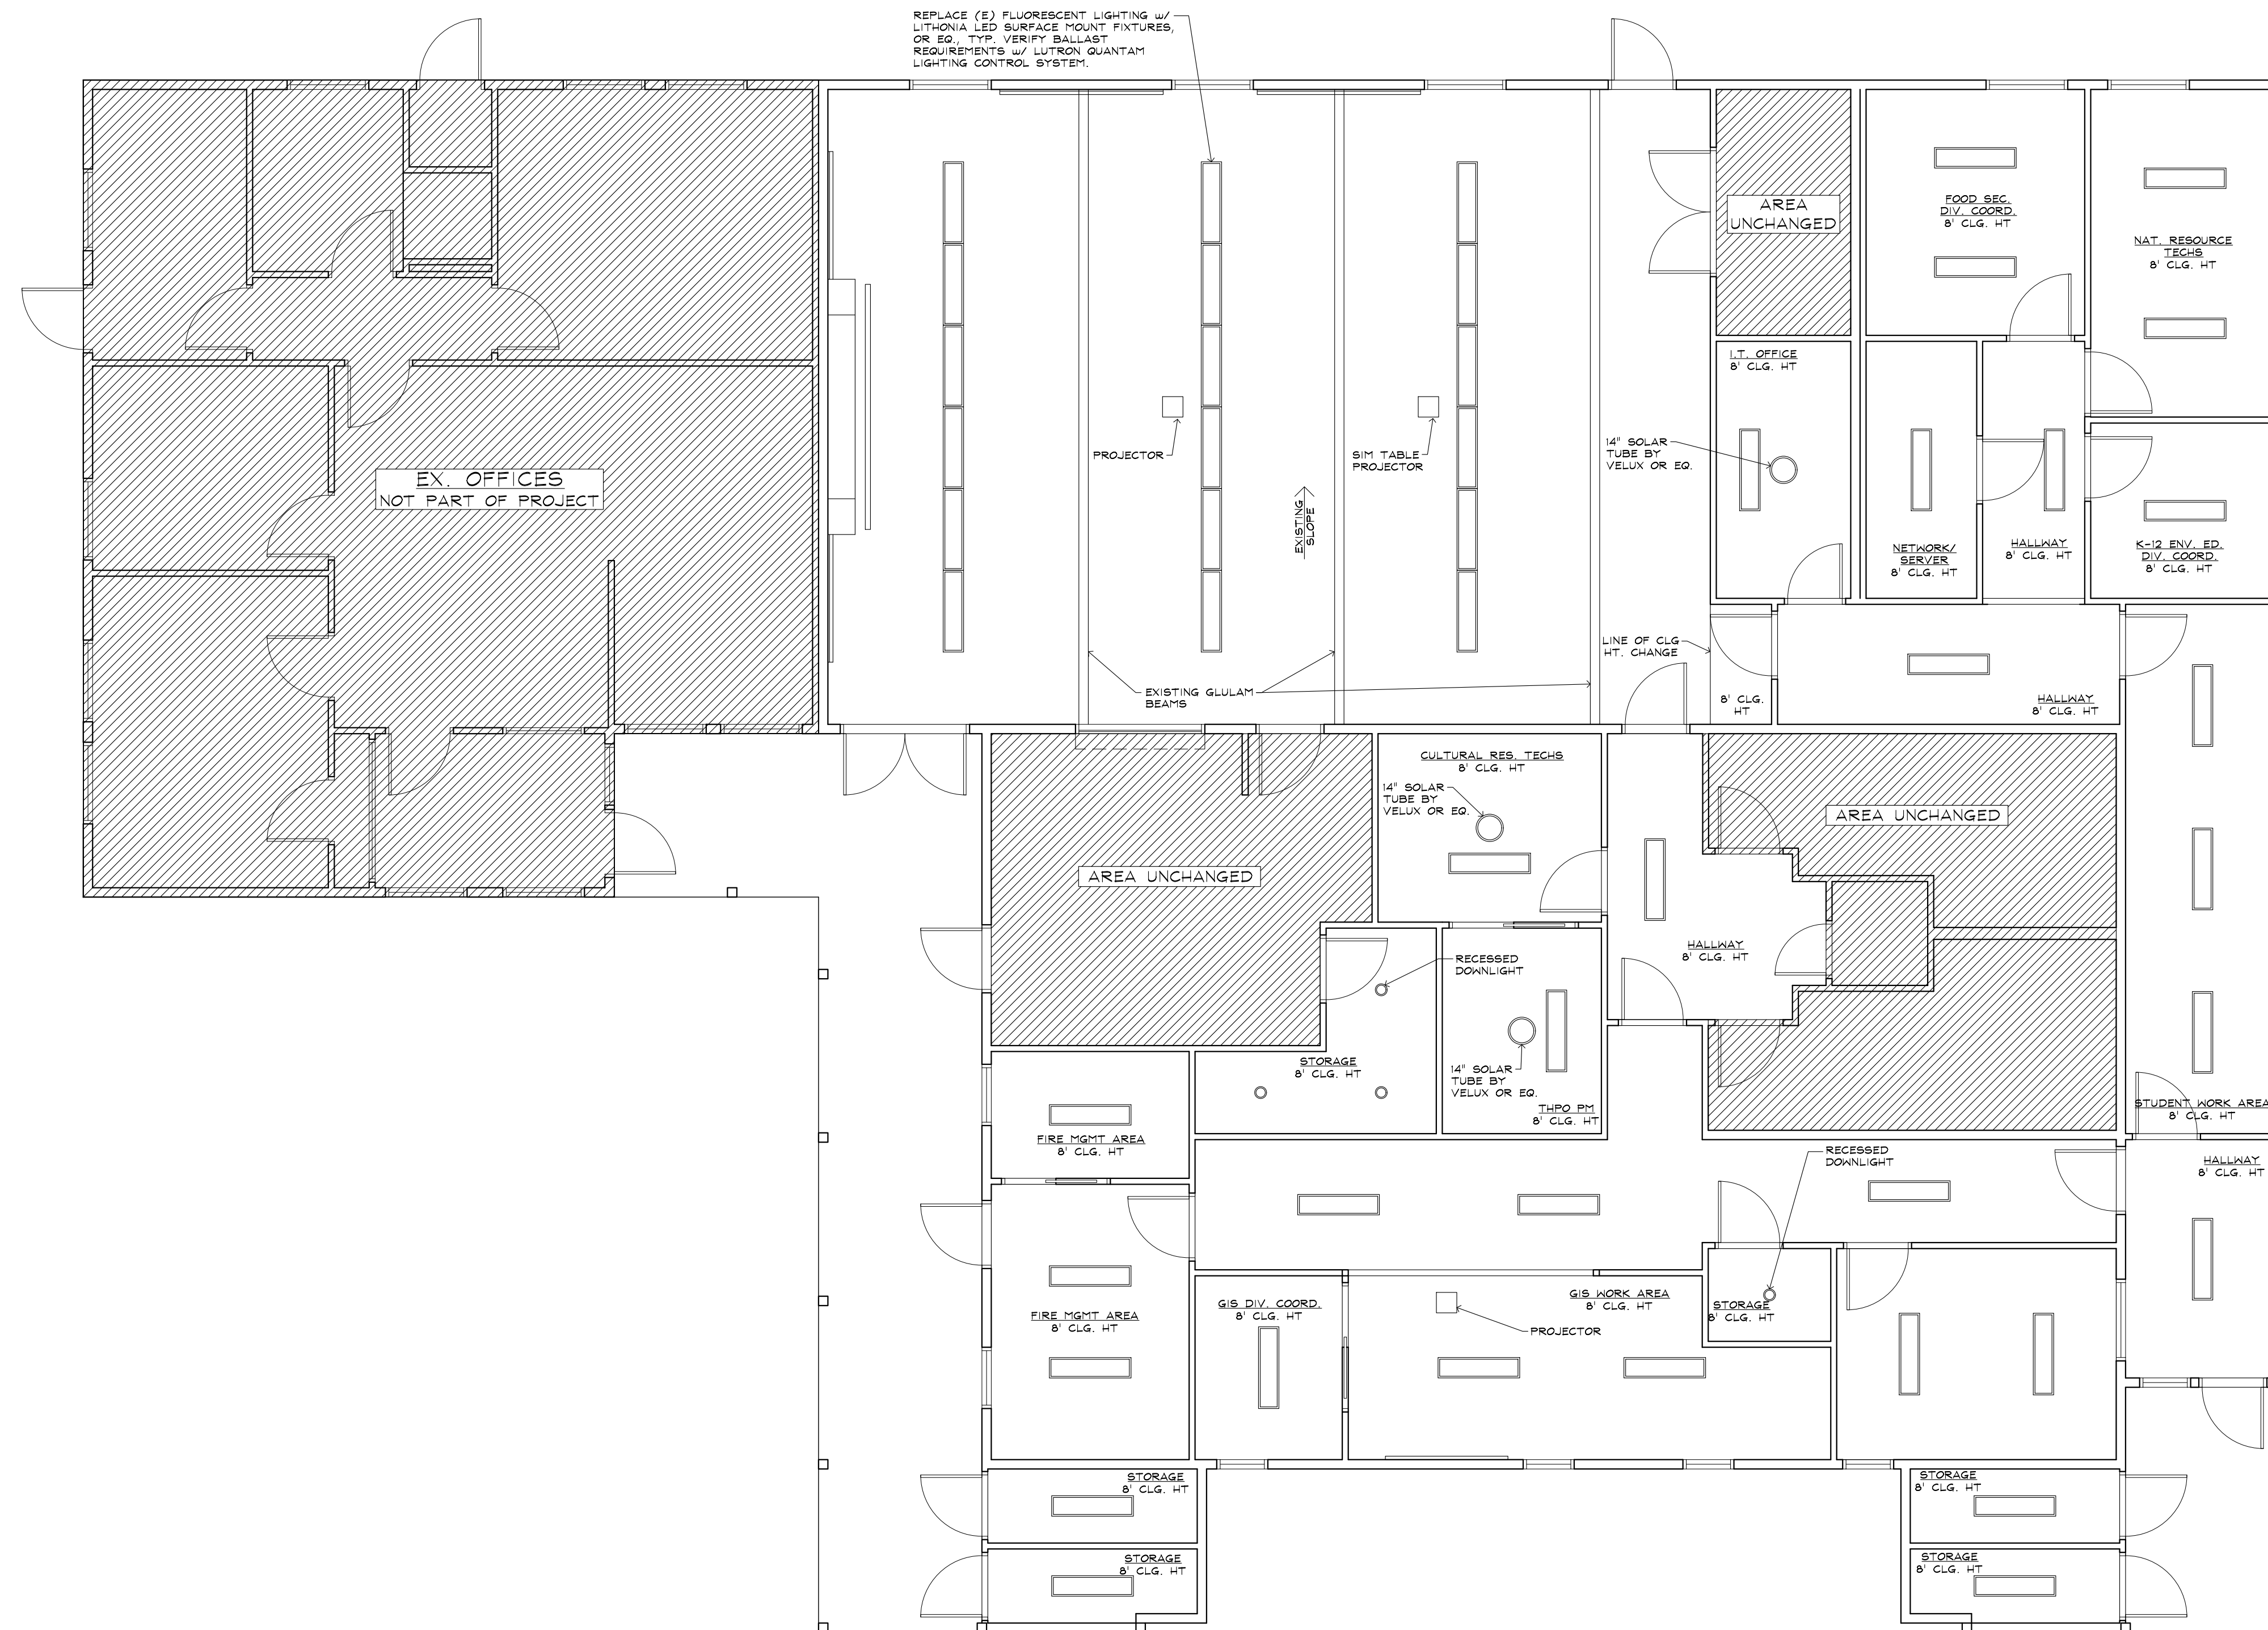 REPLACE (E) FLUORESCENT LIGHTING w/
LITHONIA LED SURFACE MOUNT FIXTURES,
OR EQ., TYP. VERIFY BALLAST
REQUIREMENTS w/ LUTRON QUANTAM
LIGHTING CONTROL SYSTEM.
AREA
UNCHANGED
FOOD SEC.
DIV. COORD.
8' CLG. HT
NAT. RESOURCE
TECHS
8' CLG. HT
I.T. OFFICE
8' CLG. HT
14" SOLAR
TUBE BY
VELUX OR EQ.
PROJECTOR
SIM TABLE
PROJECTOR
EX. OFFICES
NOT PART OF PROJECT
EXISTING
SLOPE
NETWORK/
SERVER
8' CLG. HT
HALLWAY
8' CLG. HT
K-12 ENV. ED.
DIV. COORD.
8' CLG. HT
LINE OF CLG
HT. CHANGE
EXISTING GLULAM
BEAMS
8' CLG.
HT
HALLWAY
8' CLG. HT
CULTURAL RES. TECHS
8' CLG. HT
14" SOLAR
TUBE BY
VELUX OR EQ.
AREA UNCHANGED
AREA UNCHANGED
HALLWAY
8' CLG. HT
RECESSED
DOWNLIGHT
STORAGE
8' CLG. HT
14" SOLAR
TUBE BY
VELUX OR EQ.
THPO PM
8' CLG. HT
STUDENT WORK AREA
8' CLG. HT
FIRE MGMT AREA
8' CLG. HT
RECESSED
DOWNLIGHT
HALLWAY
8' CLG. HT
GIS DIV. COORD.
8' CLG. HT
GIS WORK AREA
8' CLG. HT
STORAGE
8' CLG. HT
FIRE MGMT AREA
8' CLG. HT
PROJECTOR
STORAGE
8' CLG. HT
STORAGE
8' CLG. HT
STORAGE
8' CLG. HT
STORAGE
8' CLG. HT